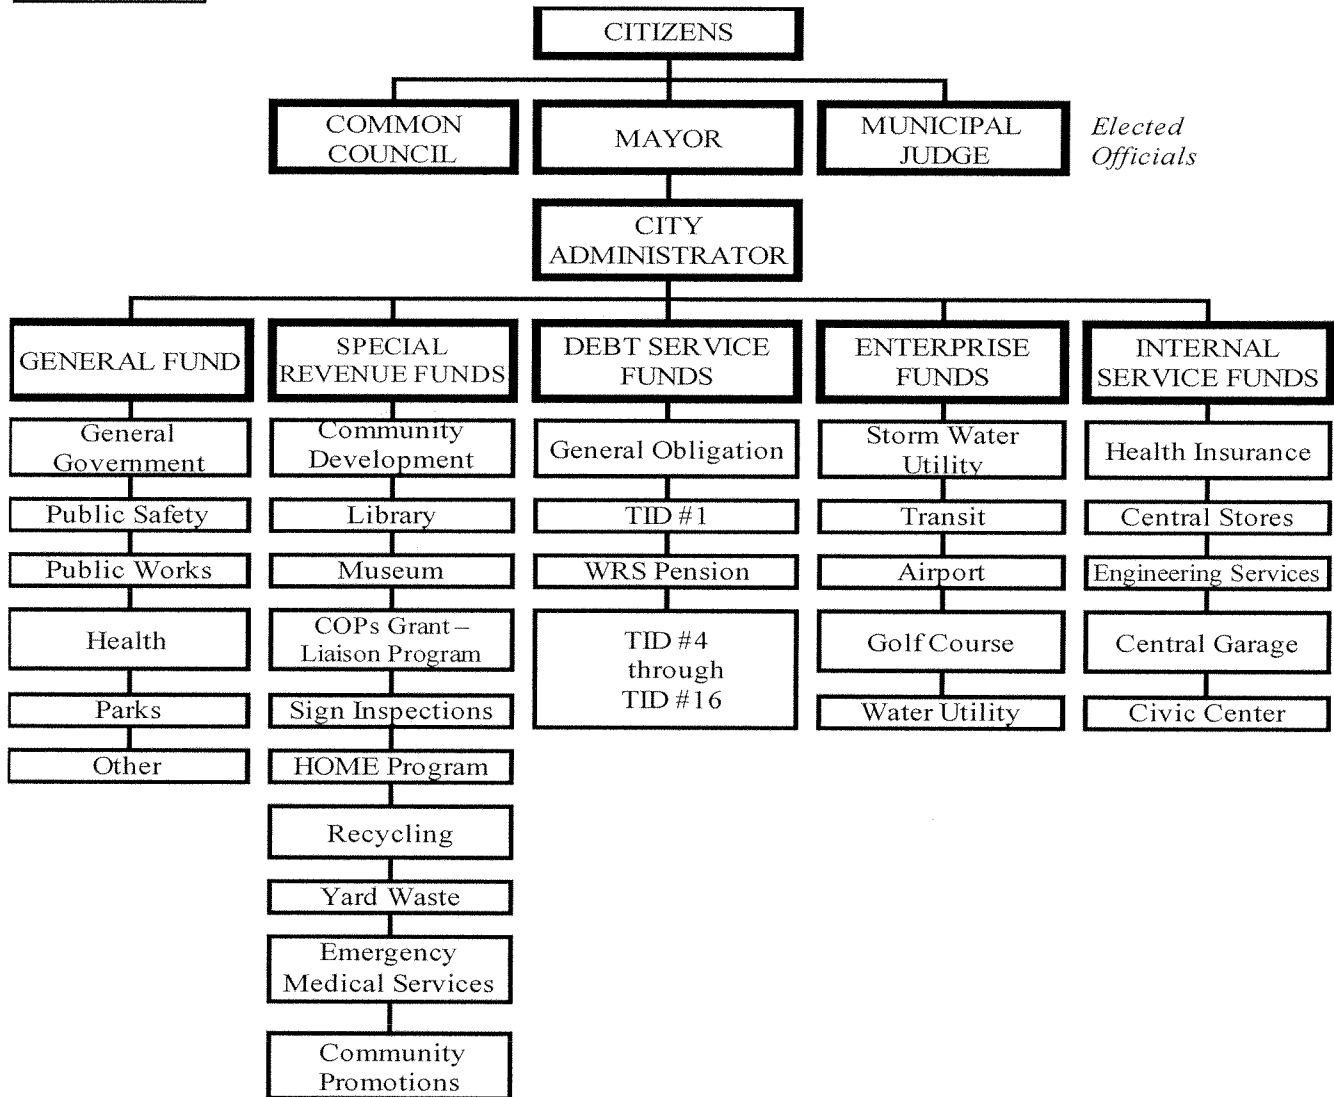 CITIZENS
COMMON
COUNCIL
MAYOR
MUNICIPAL
JUDGE
Elected
Officials
CITY
ADMINISTRATOR
GENERAL FUND
SPECIAL
REVENUE FUNDS
DEBT SERVICE
FUNDS
ENTERPRISE
FUNDS
INTERNAL
SERVICE FUNDS
General
Government
Public Safety
Public Works
Health
Parks
Other
Community
Development
Library
Museum
COPs Grant –
Liaison Program
Sign Inspections
HOME Program
Recycling
Yard Waste
Emergency
Medical Services
Community
Promotions
General Obligation
TID #1
WRS Pension
TID #4
through
TID #16
Storm Water
Utility
Transit
Airport
Golf Course
Water Utility
Health Insurance
Central Stores
Engineering Services
Central Garage
Civic Center